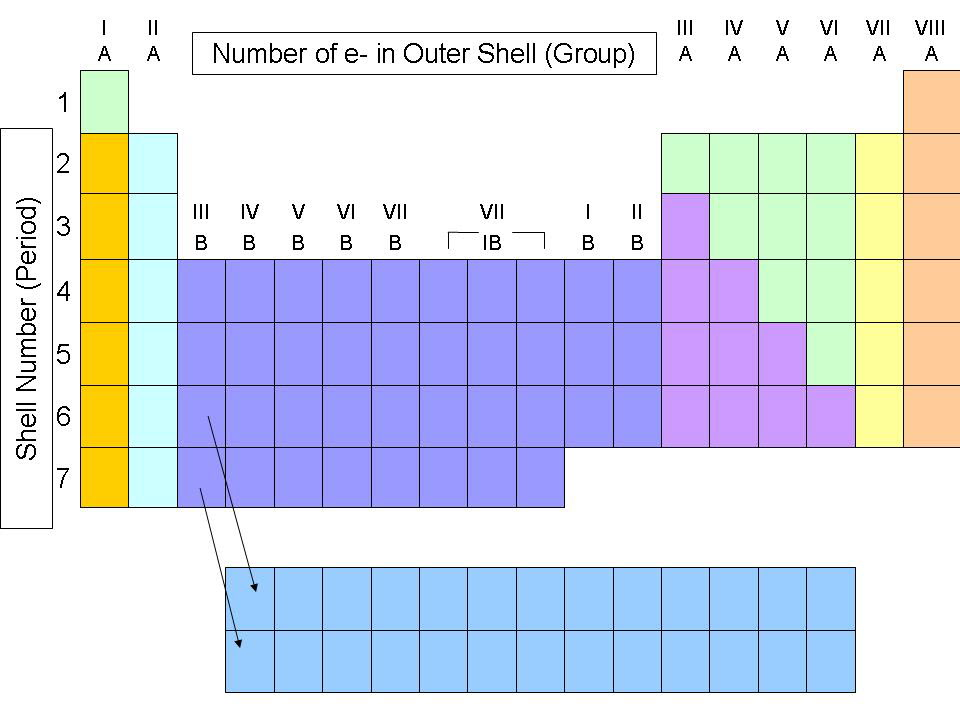 I II III IV V VI VII VIII
A A A A A A A A
Number of e- in Outer Shell (Group)
1
2
3
4
5
6
7
Shell Number (Period)
III IV V VI VII VII I II
B B B B B IB B B